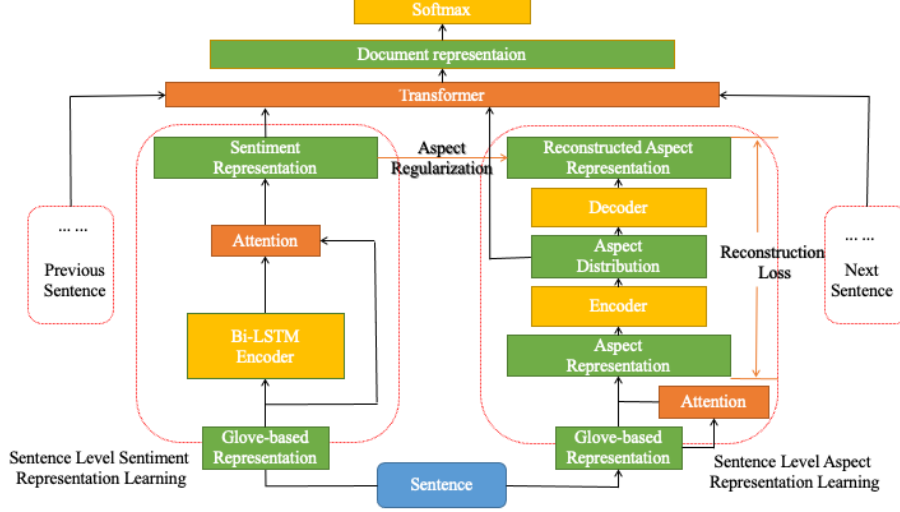 Softmax
Document representaion
Transformer
Sentiment
Representation
Aspect
Regularization
Reconstructed Aspect
Representation
Decoder
... ...
Previous
Sentence
Attention
Aspect
Distribution
Reconstruction
Loss
... ...
Next
Sentence
Encoder
Bi-LSTM
Encoder
Aspect
Representation
Attention
Glove-based
Representation
Glove-based
Representation
Sentence Level Sentiment
Representation Learning
Sentence
Sentence Level Aspect
Representation Learning